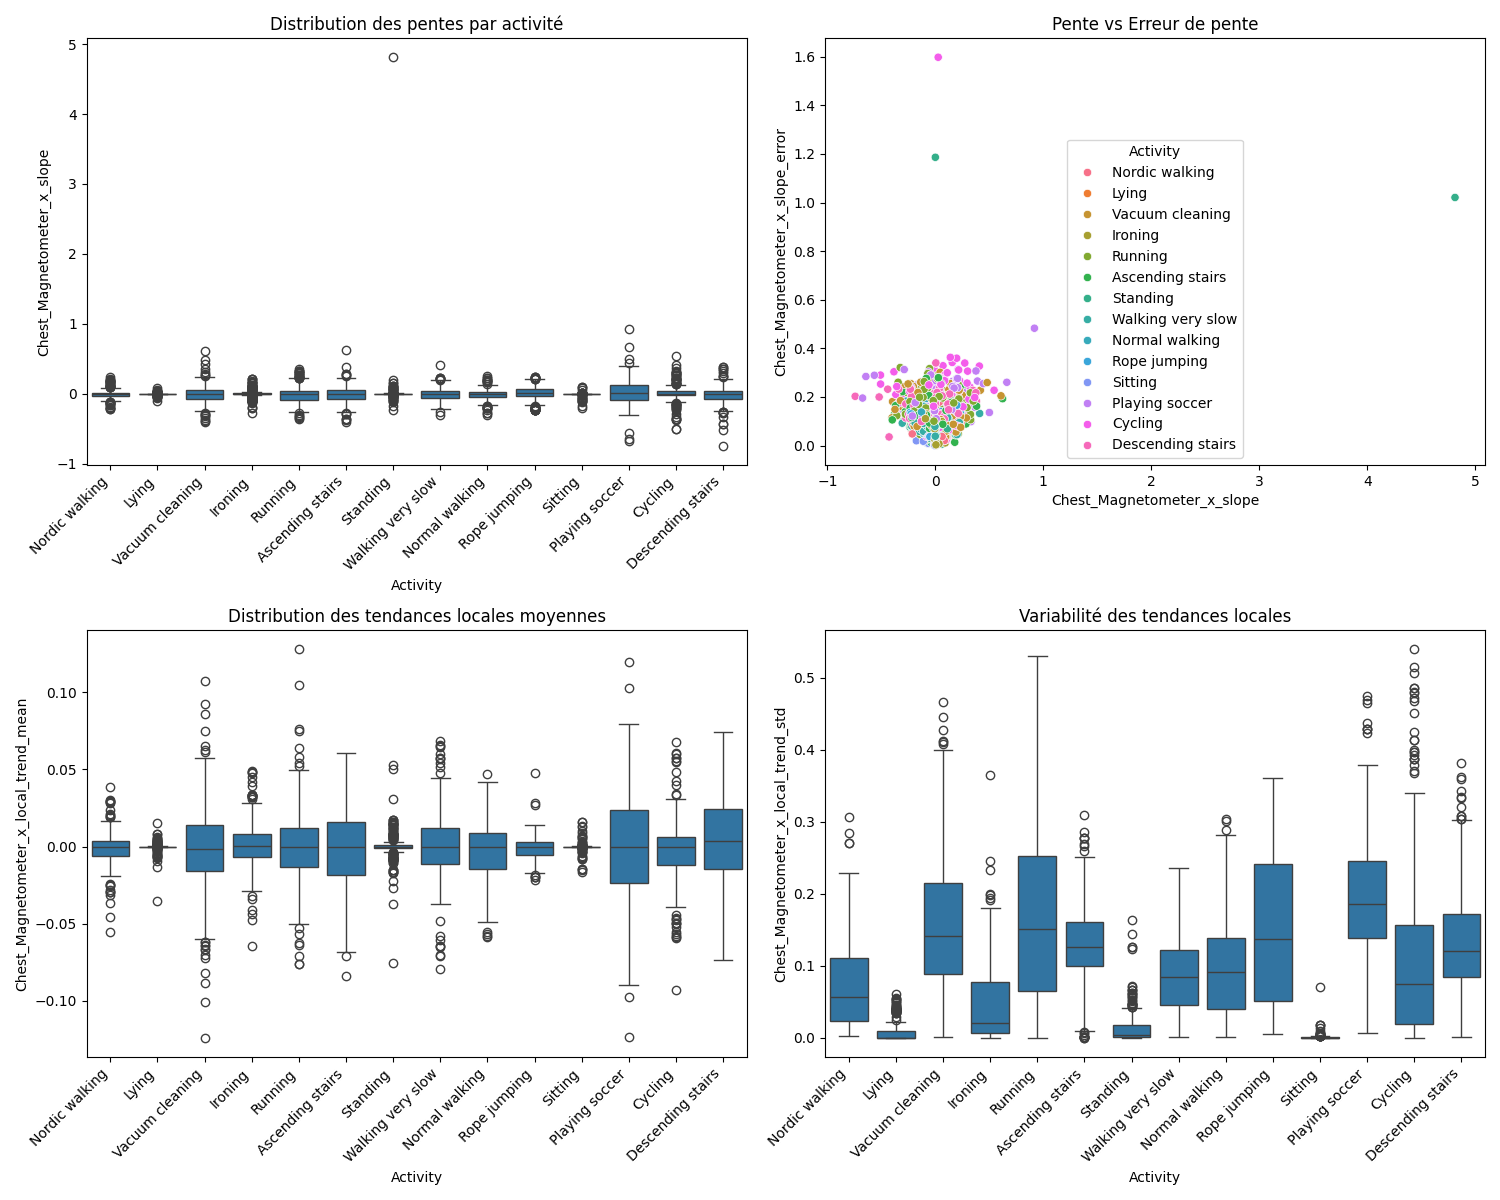 Distribution des pentes par activité
Chest_Magnetometer_x_slope
5
4
3
2
1
0
−1
Nordic walking
Lying
Vacuum cleaning
Ironing
Running
Ascending stairs
Standing
Walking very slow
Normal walking
Rope jumping
Sitting
Playing soccer
Cycling
Descending stairs
Activity
Pente vs Erreur de pente
Chest_Magnetometer_x_slope_error
1.6
1.4
1.2
1.0
0.8
0.6
0.4
0.2
0.0
Activity
Nordic walking
Lying
Vacuum cleaning
Ironing
Running
Ascending stairs
Standing
Walking very slow
Normal walking
Rope jumping
Sitting
Playing soccer
Cycling
Descending stairs
−1
0
1
2
3
4
5
Chest_Magnetometer_x_slope
Distribution des tendances locales moyennes
Chest_Magnetometer_x_local_trend_mean
0.10
0.05
0.00
−0.05
−0.10
Nordic walking
Lying
Vacuum cleaning
Ironing
Running
Ascending stairs
Standing
Walking very slow
Normal walking
Rope jumping
Sitting
Playing soccer
Cycling
Descending stairs
Activity
Variabilité des tendances locales
Chest_Magnetometer_x_local_trend_std
0.5
0.4
0.3
0.2
0.1
0.0
Nordic walking
Lying
Vacuum cleaning
Ironing
Running
Ascending stairs
Standing
Walking very slow
Normal walking
Rope jumping
Sitting
Playing soccer
Cycling
Descending stairs
Activity